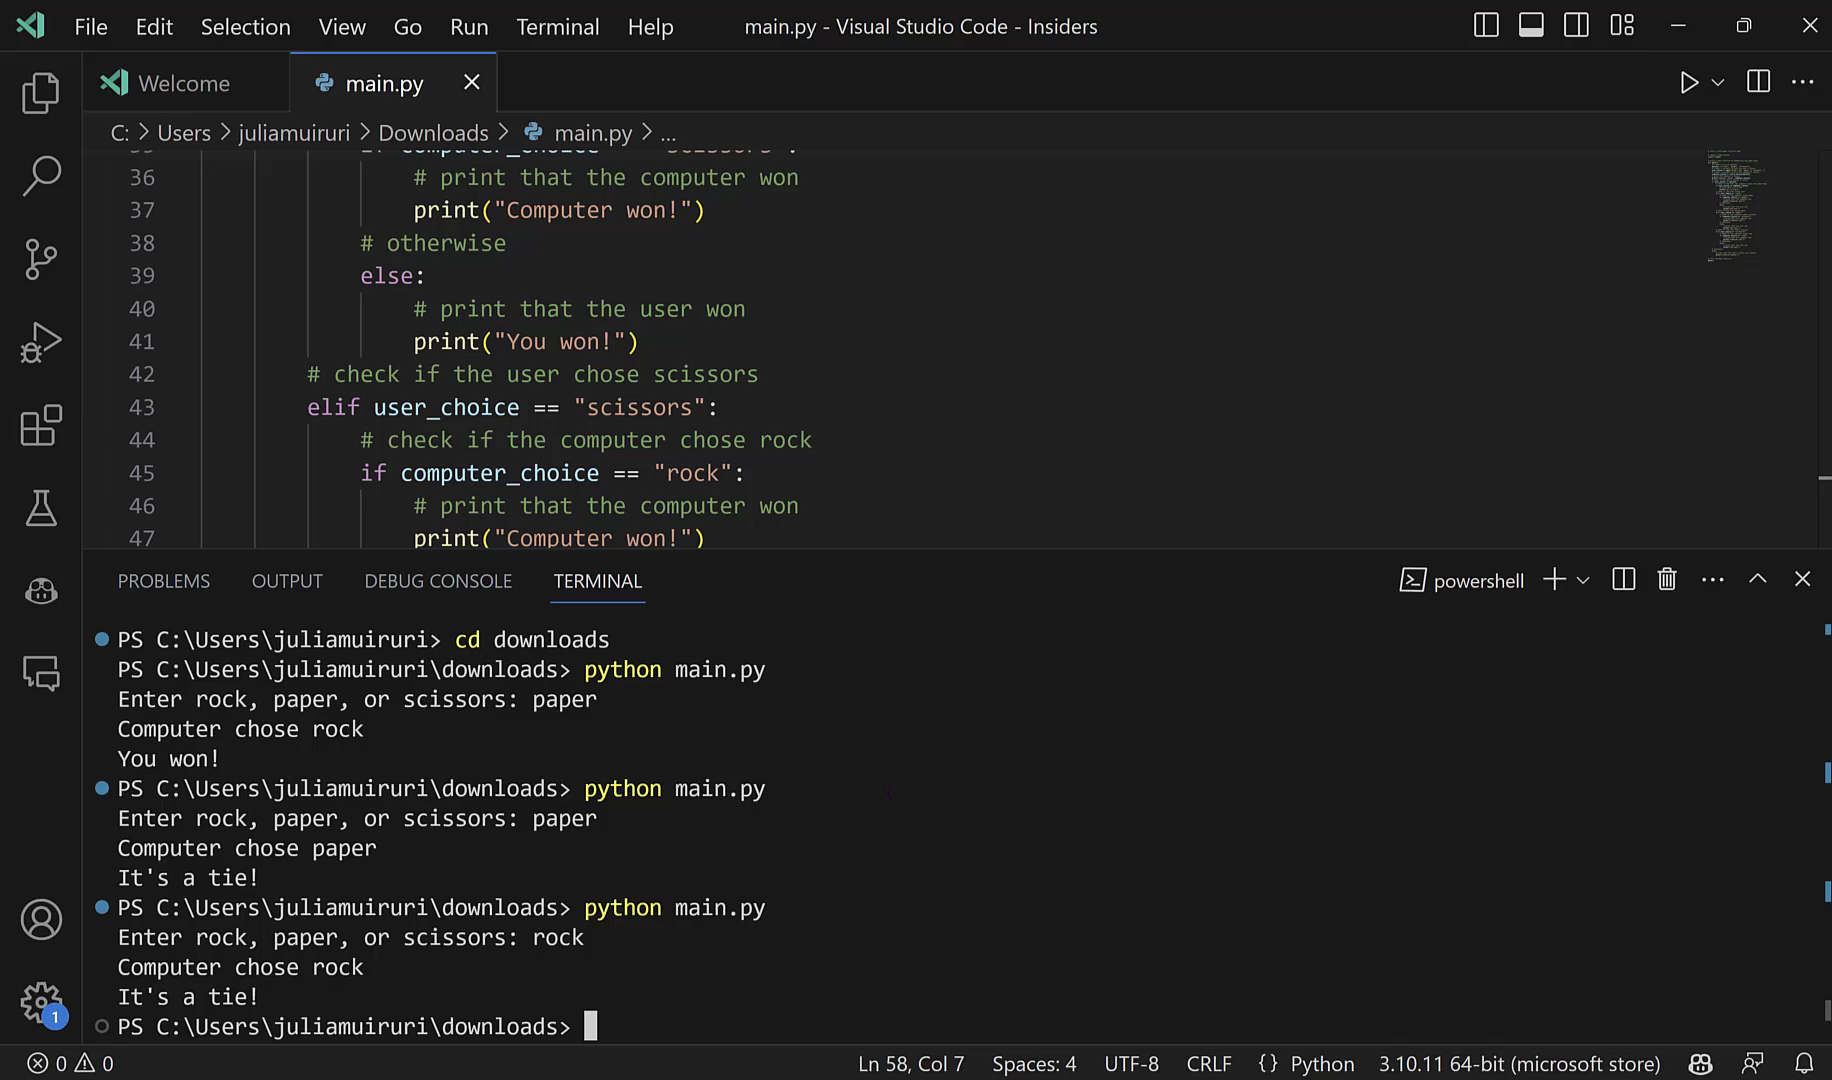 File Edit Selection View Go Run Terminal Help main.py - Visual Studio Code - Insiders
Welcome main.py
C: > Users > juliamuiruri > Downloads > main.py > ...
36 # print that the computer won
37 print("Computer won!")
38 # otherwise
39 else:
40 # print that the user won
41 print("You won!")
42 # check if the user chose scissors
43 elif user_choice == "scissors":
44 # check if the computer chose rock
45 if computer_choice == "rock":
46 # print that the computer won
47 print("Computer won!")
PROBLEMS OUTPUT DEBUG CONSOLE TERMINAL powershell
PS C:\Users\juliamuiruri> cd downloads
PS C:\Users\juliamuiruri\downloads> python main.py
Enter rock, paper, or scissors: paper
Computer chose rock
You won!
PS C:\Users\juliamuiruri\downloads> python main.py
Enter rock, paper, or scissors: paper
Computer chose paper
It's a tie!
PS C:\Users\juliamuiruri\downloads> python main.py
Enter rock, paper, or scissors: rock
Computer chose rock
It's a tie!
PS C:\Users\juliamuiruri\downloads>
1
0 0 Ln 58, Col 7 Spaces: 4 UTF-8 CRLF {} Python 3.10.11 64-bit (microsoft store)